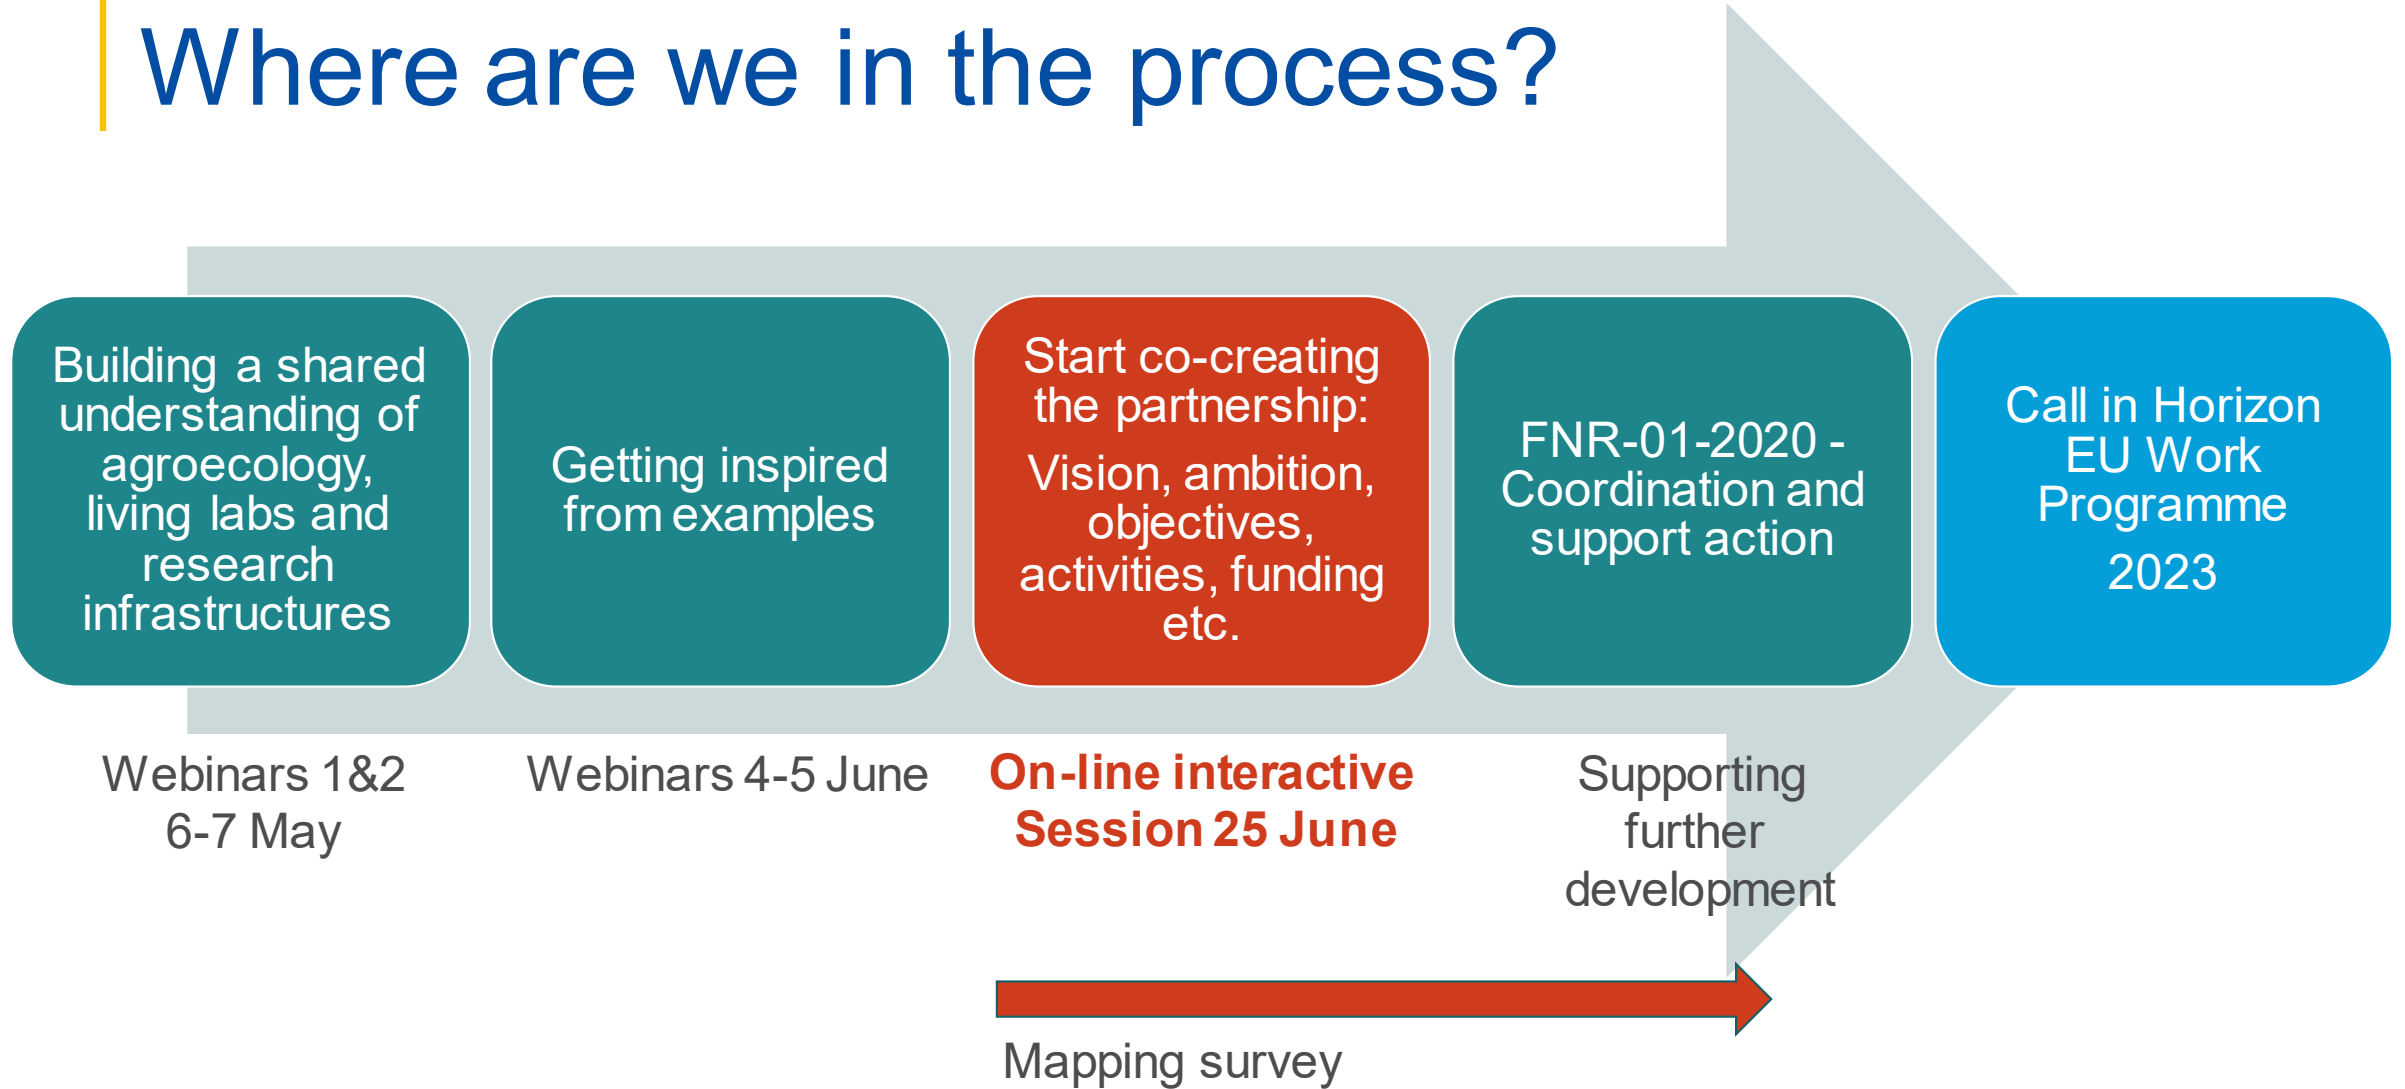 Where are we in the process?
Building a shared
understanding of
agroecology,
living labs and
research
infrastructures
Getting inspired
from examples
Start co-creating
the partnership:
Vision, ambition,
objectives,
activities, funding
etc.
FNR-01-2020 -
Coordination and
support action
Call in Horizon
EU Work
Programme
2023
Webinars 1&2
6-7 May
Webinars 4-5 June
On-line interactive
Session 25 June
Supporting
further
development
Mapping survey